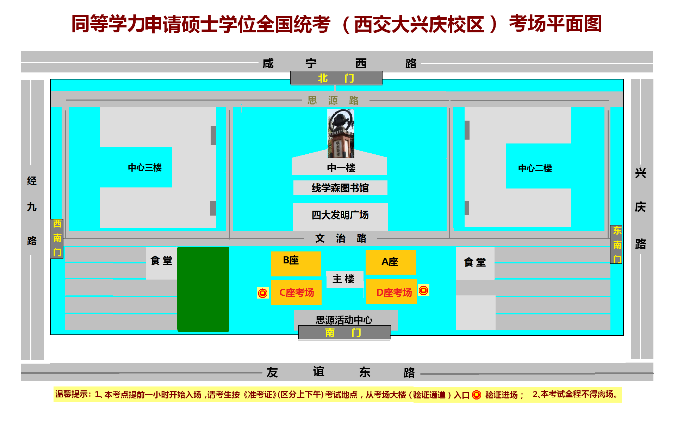 同等学力申请硕士学位全国统考（西交大兴庆校区）考场平面图
咸宁西路
北门
思源路
中心三楼
中一楼
中心二楼
线学森图书馆
四大发明广场
经九路
兴庆路
西南门
东南门
文治路
食堂
B座
A座
食堂
主楼
C座考场
D座考场
思源活动中心
南门
友谊东路
温馨提示：1、本考点提前一小时开始入场，请考生按《准考证》（区分上下午）考试地点，从考场大楼（验证通道）入口 验证进场； 2、本考试全程不得离场。